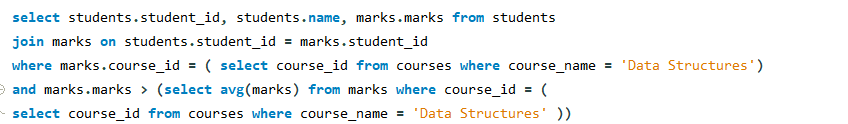 select students.student_id, students.name, marks.marks from students
join marks on students.student_id = marks.student_id
where marks.course_id = ( select course_id from courses where course_name = 'Data Structures')
and marks.marks > (select avg(marks) from marks where course_id = (
select course_id from courses where course_name = 'Data Structures' ))